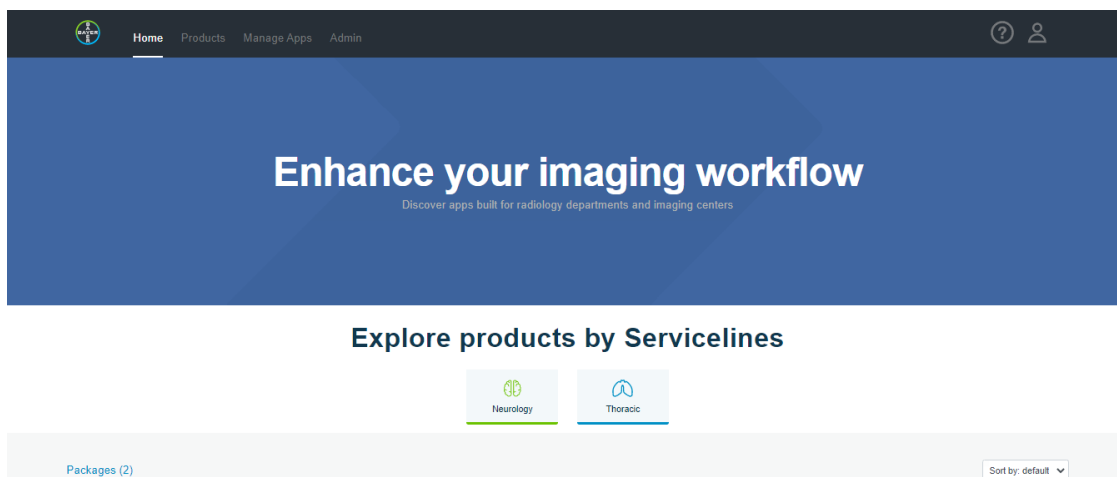 BAYER
Home Products Manage Apps Admin
Enhance your imaging workflow
Discover apps built for radiology departments and imaging centers
Explore products by Servicelines
Neurology Thoracic
Packages (2) Sort by: default